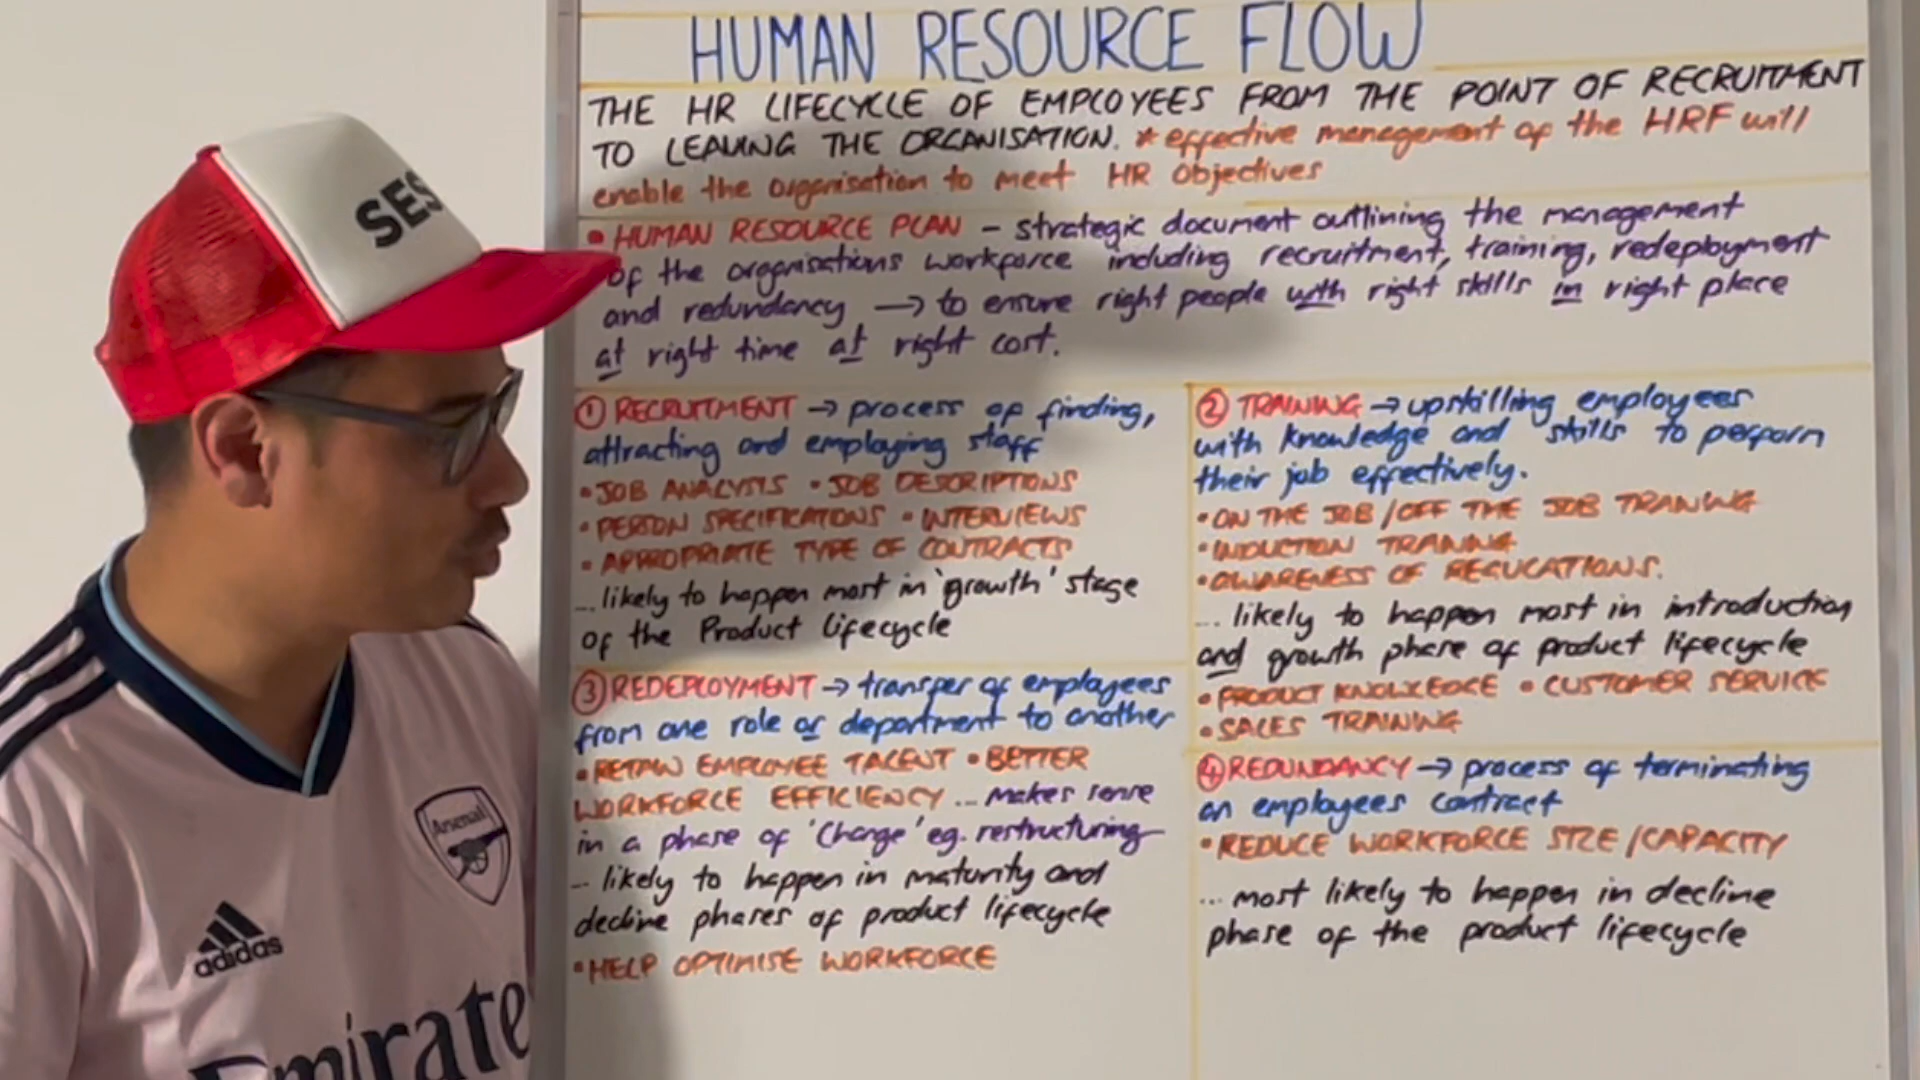 HUMAN RESOURCE FLOW
THE HR LIFECYCLE OF EMPLOYEES FROM THE POINT OF RECRUITMENT
TO LEAVING THE ORGANISATION. * effective management of the HRF will
enable the organisation to meet HR Objectives
• HUMAN RESOURCE PLAN – strategic document outlining the management
of the organisations workforce including recruitment, training, redeployment
and redundancy → to ensure right people with right skills in right place
at right time at right cost.
① RECRUITMENT → process of finding,
attracting and employing staff
• JOB ANALYSIS • JOB DESCRIPTIONS
• PERSON SPECIFICATIONS • INTERVIEWS
• APPROPRIATE TYPE OF CONTRACTS
... likely to happen most in 'growth' stage
of the Product Lifecycle
② TRAINING → upskilling employees
with knowledge and skills to perform
their job effectively.
• ON THE JOB / OFF THE JOB TRAINING
• INDUCTION TRAINING
• AWARENESS OF REGULATIONS.
... likely to happen most in introduction
and growth phase of product lifecycle
• PRODUCT KNOWLEDGE • CUSTOMER SERVICE
• SALES TRAINING
③ REDEPLOYMENT → transfer of employees
from one role or department to another
• RETAIN EMPLOYEE TALENT • BETTER
WORKFORCE EFFICIENCY ... makes sense
in a phase of 'Change' eg. restructuring
... likely to happen in maturity and
decline phases of product lifecycle
• HELP OPTIMISE WORKFORCE
④ REDUNDANCY → process of terminating
an employees contract
• REDUCE WORKFORCE SIZE / CAPACITY
... most likely to happen in decline
phase of the product lifecycle
SES
Arsenal
adidas
Emirate